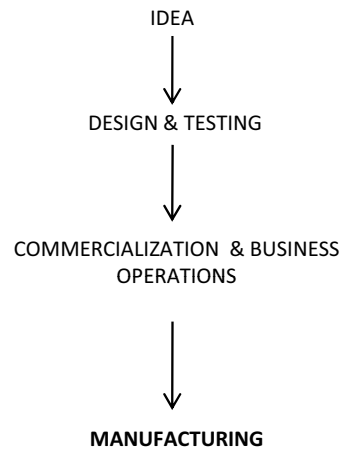 IDEA
DESIGN & TESTING
COMMERCIALIZATION & BUSINESS
OPERATIONS
MANUFACTURING